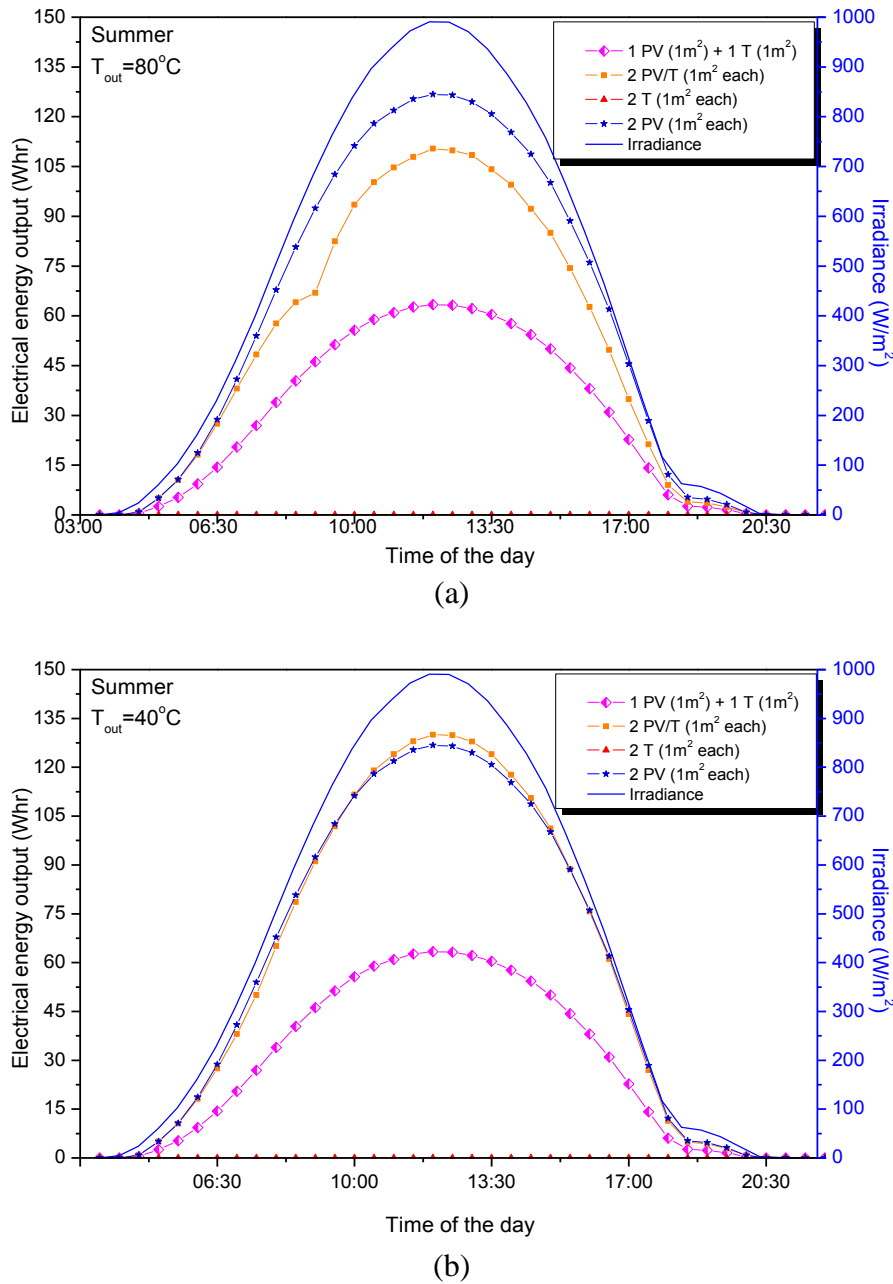 Summer
T_out=80°C
1 PV (1m²) + 1 T (1m²)
2 PV/T (1m² each)
2 T (1m² each)
2 PV (1m² each)
Irradiance
Electrical energy output (Whr)
150
135
120
105
90
75
60
45
30
15
0
Irradiance (W/m²)
1000
900
800
700
600
500
400
300
200
100
0
03:00 06:30 10:00 13:30 17:00 20:30
Time of the day
(a)
Summer
T_out=40°C
1 PV (1m²) + 1 T (1m²)
2 PV/T (1m² each)
2 T (1m² each)
2 PV (1m² each)
Irradiance
Electrical energy output (Whr)
150
135
120
105
90
75
60
45
30
15
0
Irradiance (W/m²)
1000
900
800
700
600
500
400
300
200
100
0
06:30 10:00 13:30 17:00 20:30
Time of the day
(b)